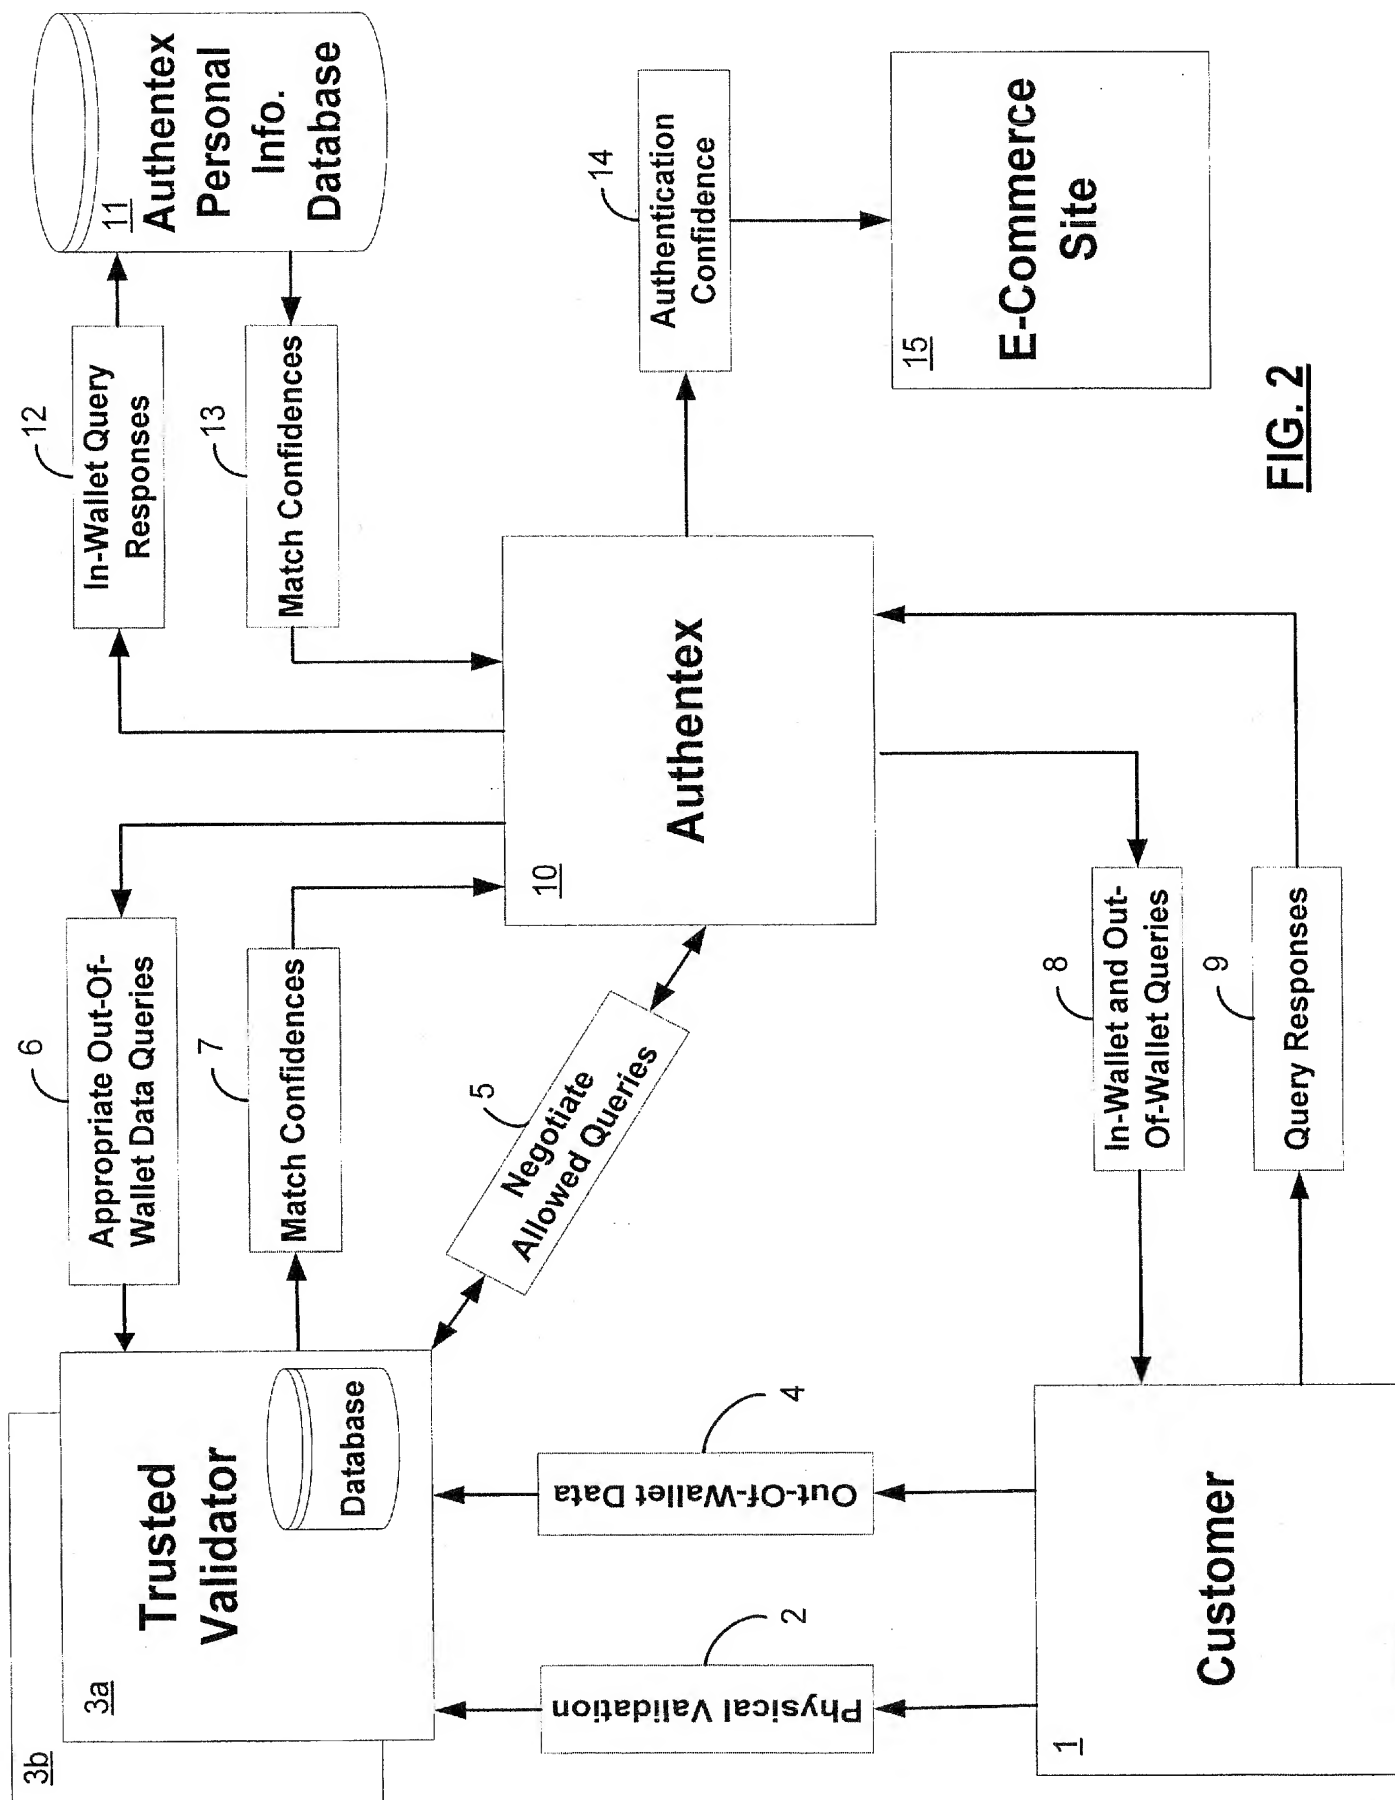 3b
3a
Trusted
Validator
Database
6
Appropriate Out-Of-
Wallet Data Queries
7
Match Confidences
12
In-Wallet Query
Responses
13
Match Confidences
11
Authentex
Personal
Info.
Database
5
Negotiate
Allowed Queries
2
Physical Validation
4
Out-Of-Wallet Data
10
Authentex
14
Authentication
Confidence
1
Customer
8
In-Wallet and Out-
Of-Wallet Queries
9
Query Responses
15
E-Commerce
Site
FIG. 2